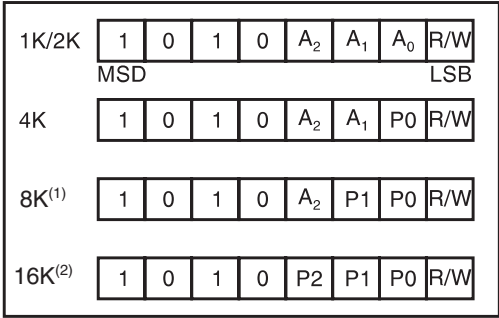 1K/2K 1 0 1 0 A₂ A₁ A₀ R/W
MSD LSB
4K 1 0 1 0 A₂ A₁ P0 R/W
8K⁽¹⁾ 1 0 1 0 A₂ P1 P0 R/W
16K⁽²⁾ 1 0 1 0 P2 P1 P0 R/W